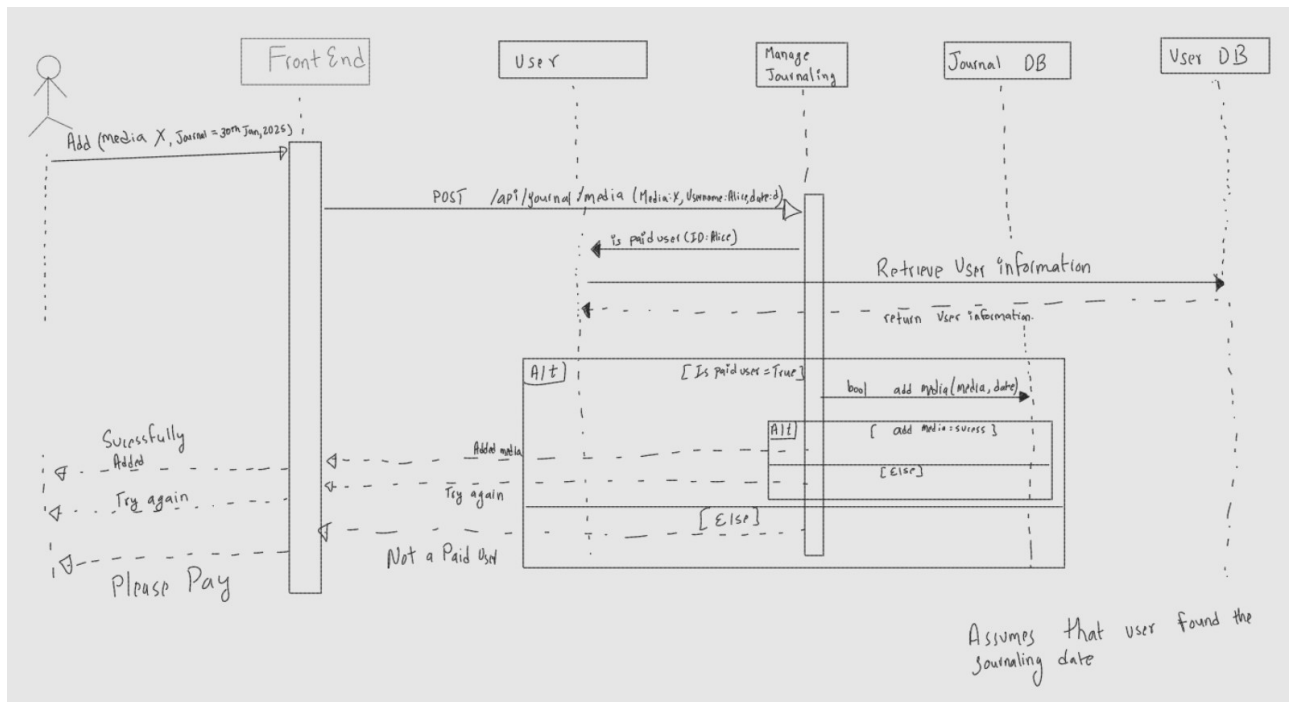 Front End
User
Manage
Journaling
Journal DB
User DB
Add (media X, Journal = 30th Jan, 2025)
POST /api/journal/media (Media:X, Username:Alice, date:d)
is paid user (ID:Alice)
Retrieve User information
return User information.
Alt
[ Is paid user = True]
bool add media(media, date)
Alt
[ add media = sucess ]
Sucessfully
Added
Added media
[Else]
Try again
Try again
[Else]
Not a Paid User
Please Pay
Assumes that user found the
journaling date